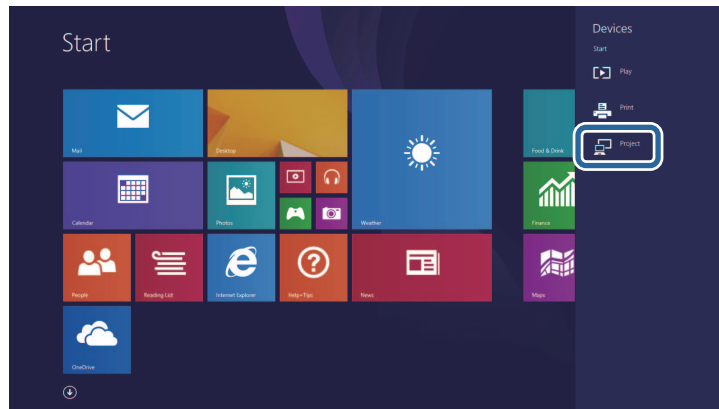 Start
Devices
Start
Play
Print
Project
Mail
Desktop
Weather
Food & Drink
Calendar
Photos
Finance
People
Reading List
Internet Explorer
Help+Tips
News
Maps
OneDrive